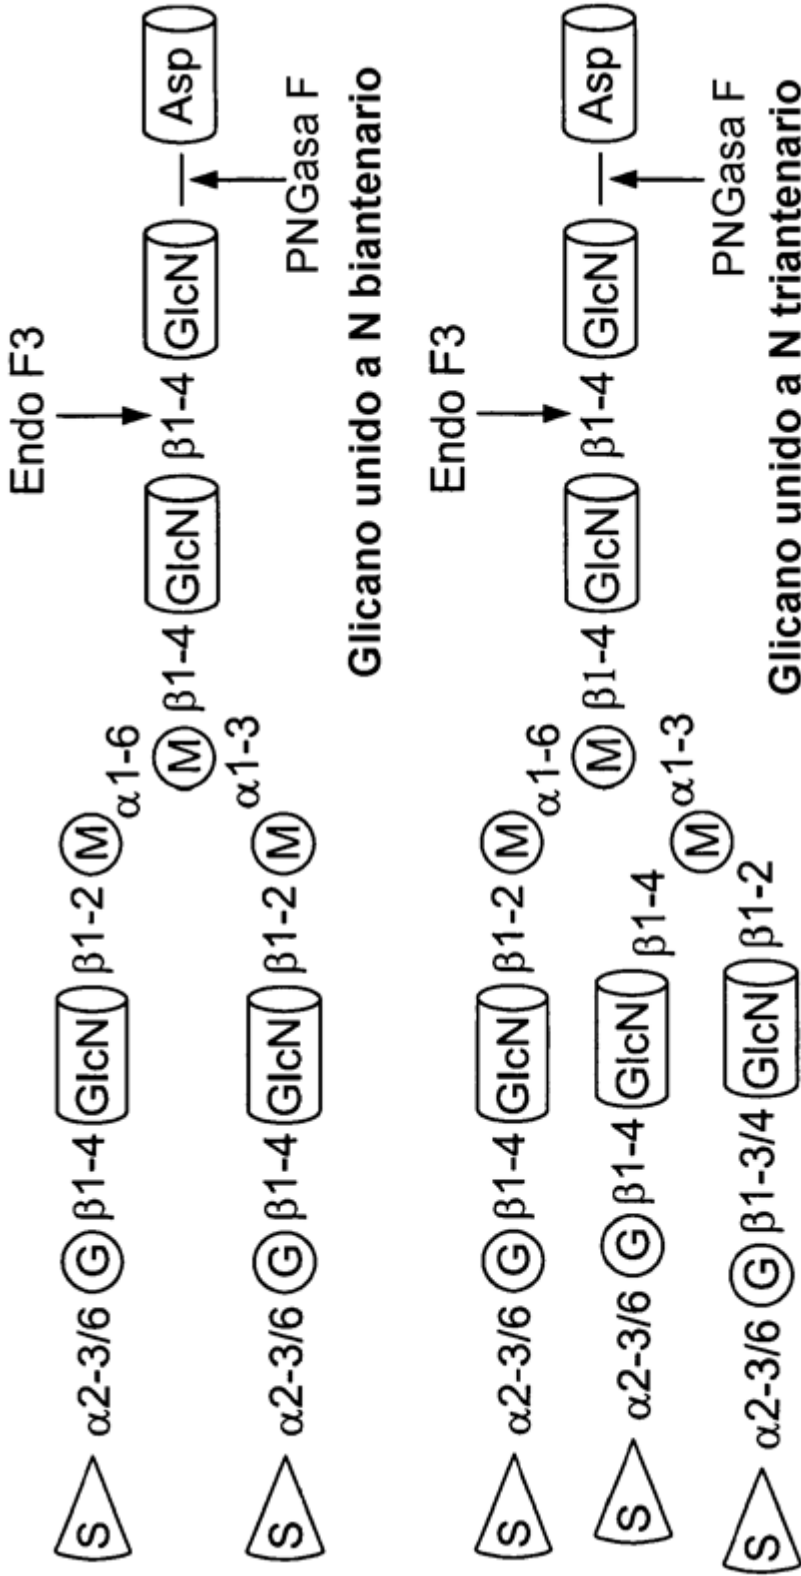 Endo F3
S α2-3/6 G β1-4 GlcN β1-2 M
α1-6
M β1-4 GlcN β1-4 GlcN Asp
α1-3
S α2-3/6 G β1-4 GlcN β1-2 M
PNGasa F
Glicano unido a N biantenario
Endo F3
S α2-3/6 G β1-4 GlcN β1-2 M
α1-6
M β1-4 GlcN β1-4 GlcN Asp
S α2-3/6 G β1-4 GlcN β1-4
α1-3
M
S α2-3/6 G β1-3/4 GlcN β1-2
PNGasa F
Glicano unido a N triantenario